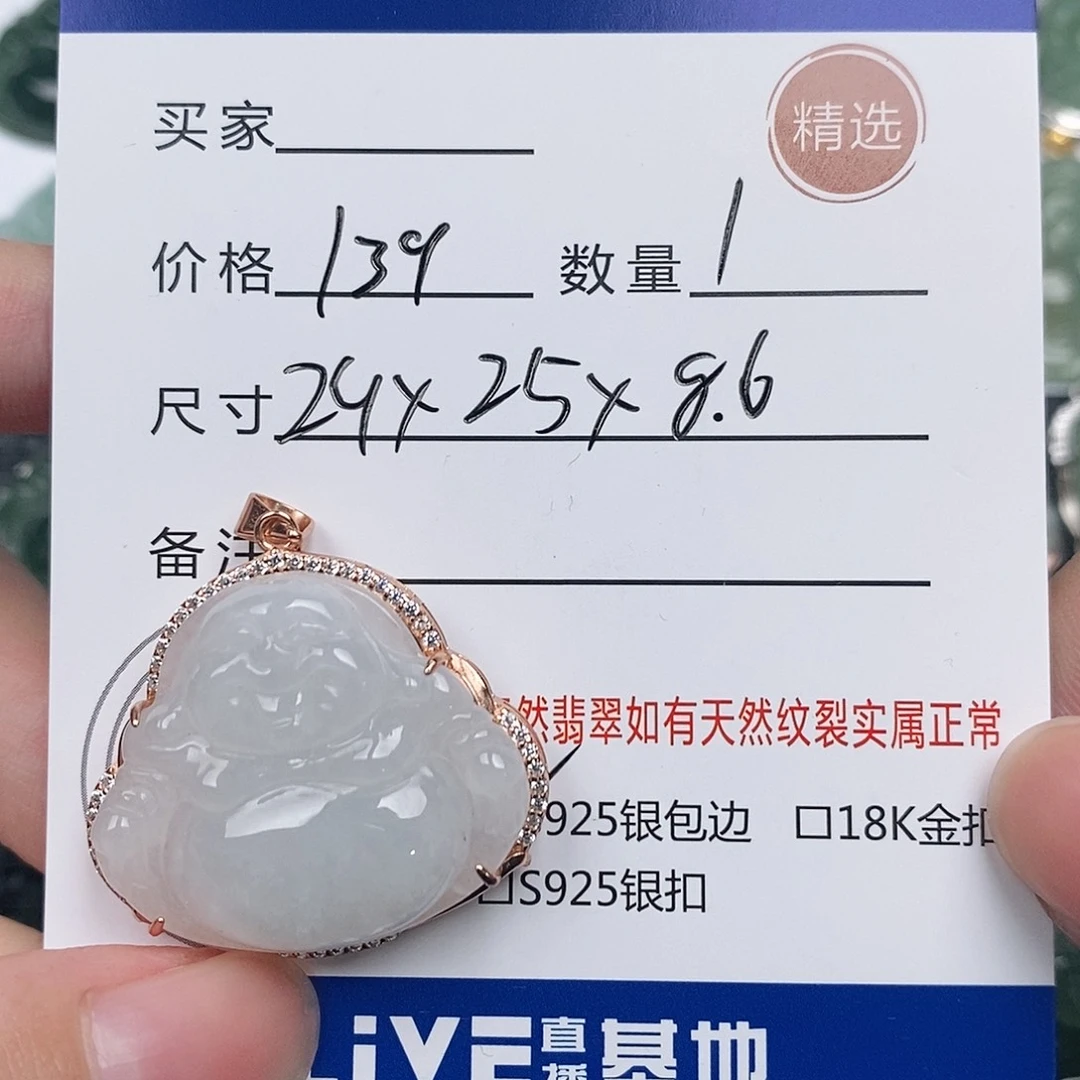 精选
买家
价格 139 数量 1
尺寸 24x25x8.6
备注
然翡翠如有天然纹裂实属正常
925银包边 口18K金扣
口S925银扣
LiVE 直播 基地